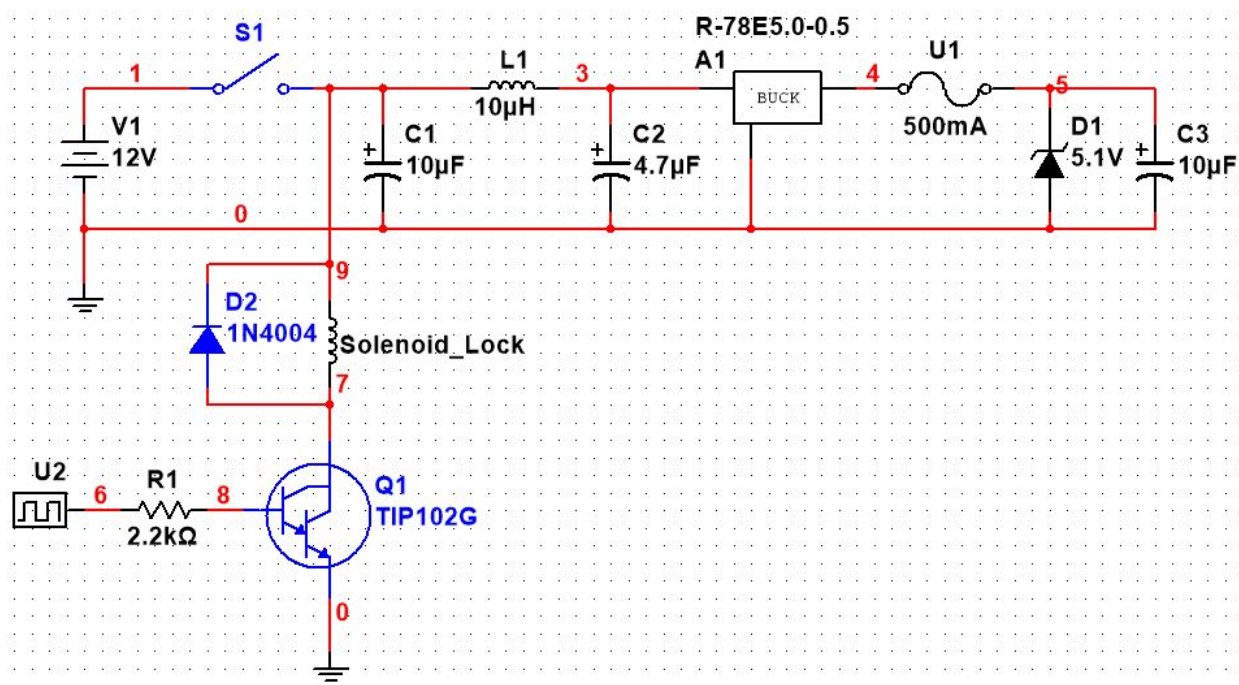 S1
1
V1
12V
0
C1
10µF
L1
10µH
3
C2
4.7µF
R-78E5.0-0.5
A1
BUCK
4
U1
500mA
5
D1
5.1V
C3
10µF
9
D2
1N4004
Solenoid_Lock
7
U2
6
R1
2.2kΩ
8
Q1
TIP102G
0